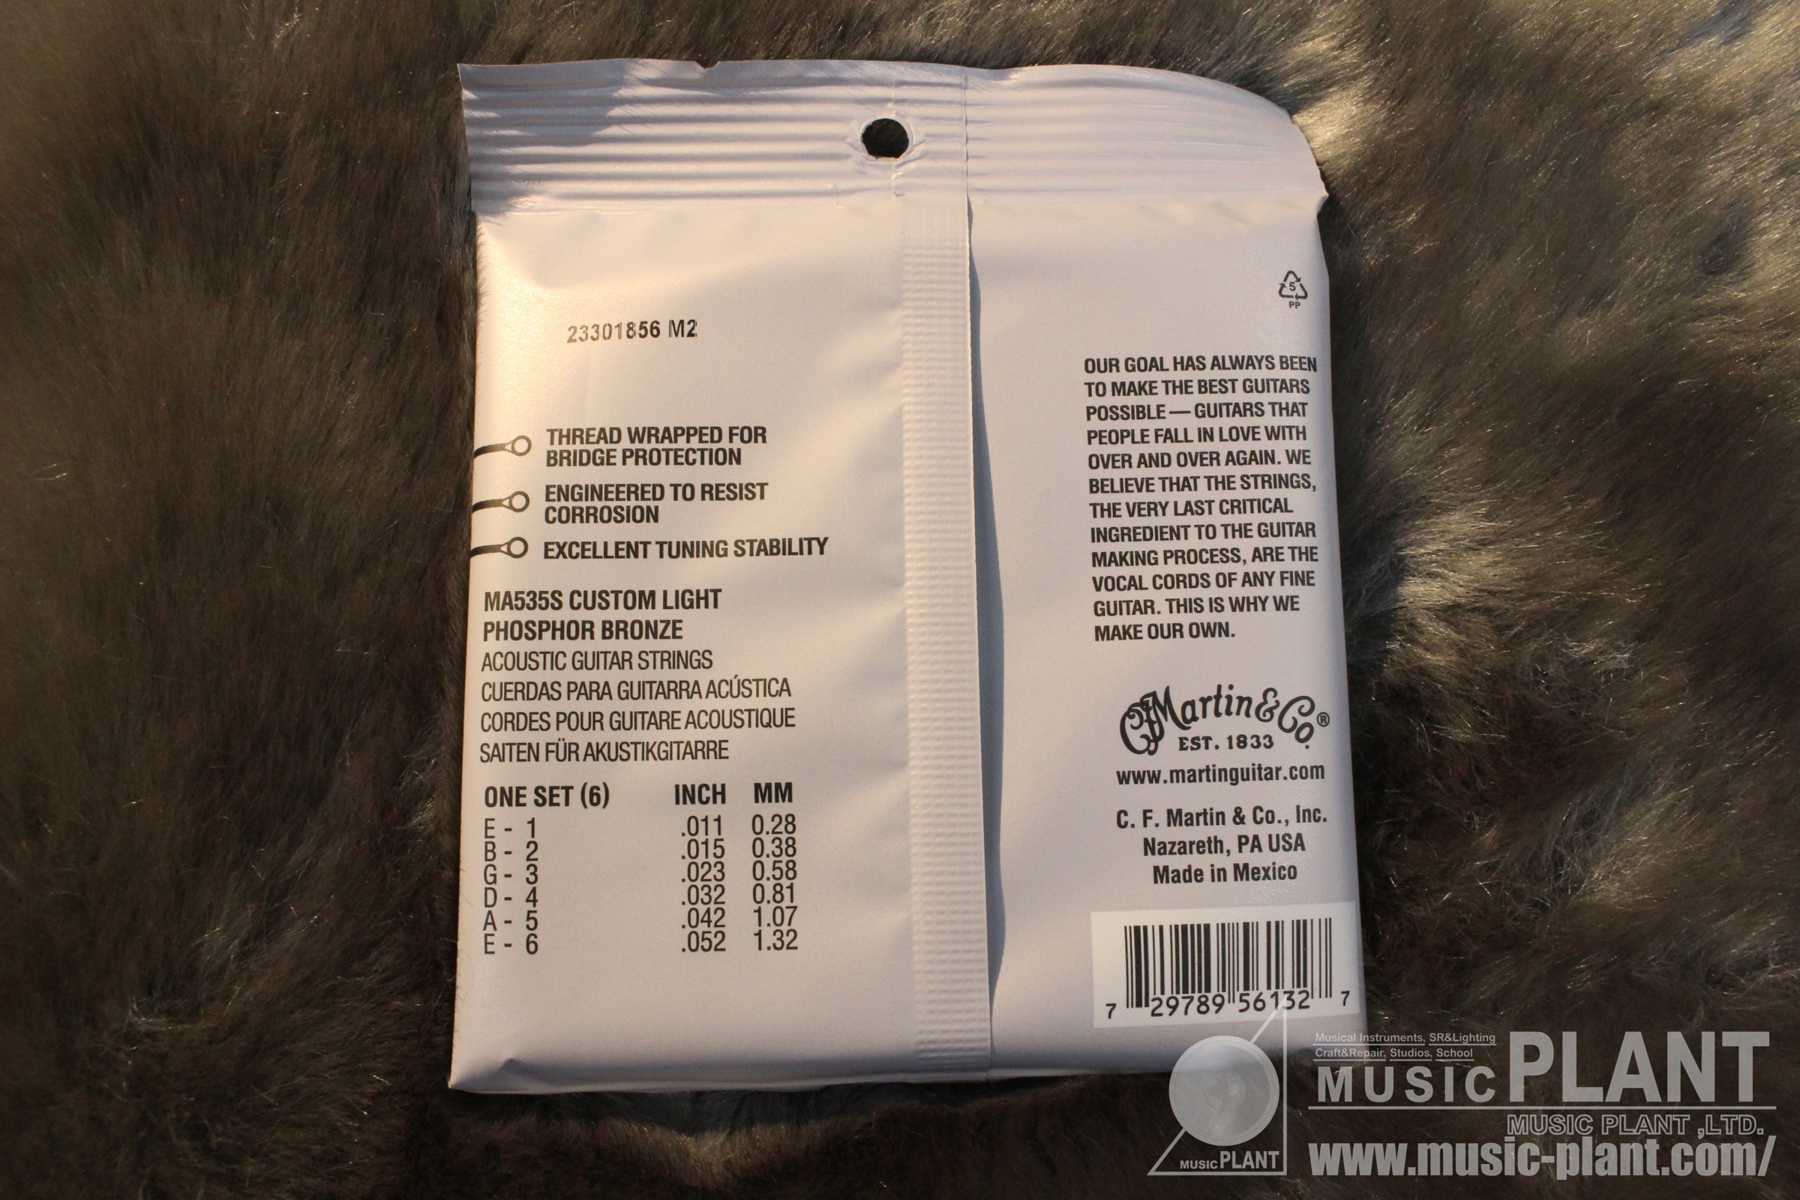 23301856 M2
THREAD WRAPPED FOR
BRIDGE PROTECTION
ENGINEERED TO RESIST
CORROSION
EXCELLENT TUNING STABILITY
MA535S CUSTOM LIGHT
PHOSPHOR BRONZE
ACOUSTIC GUITAR STRINGS
CUERDAS PARA GUITARRA ACÚSTICA
CORDES POUR GUITARE ACOUSTIQUE
SAITEN FÜR AKUSTIKGITARRE
ONE SET (6) INCH MM
E - 1 .011 0.28
B - 2 .015 0.38
G - 3 .023 0.58
D - 4 .032 0.81
A - 5 .042 1.07
E - 6 .052 1.32
5
PP
OUR GOAL HAS ALWAYS BEEN
TO MAKE THE BEST GUITARS
POSSIBLE — GUITARS THAT
PEOPLE FALL IN LOVE WITH
OVER AND OVER AGAIN. WE
BELIEVE THAT THE STRINGS,
THE VERY LAST CRITICAL
INGREDIENT TO THE GUITAR
MAKING PROCESS, ARE THE
VOCAL CORDS OF ANY FINE
GUITAR. THIS IS WHY WE
MAKE OUR OWN.
CF Martin & Co.®
EST. 1833
www.martinguitar.com
C. F. Martin & Co., Inc.
Nazareth, PA USA
Made in Mexico
7 29789 56132 7
Musical Instruments, SR&Lighting
Craft&Repair, Studios, School
MUSIC PLANT
MUSIC PLANT ,LTD.
MUSIC PLANT
www.music-plant.com/